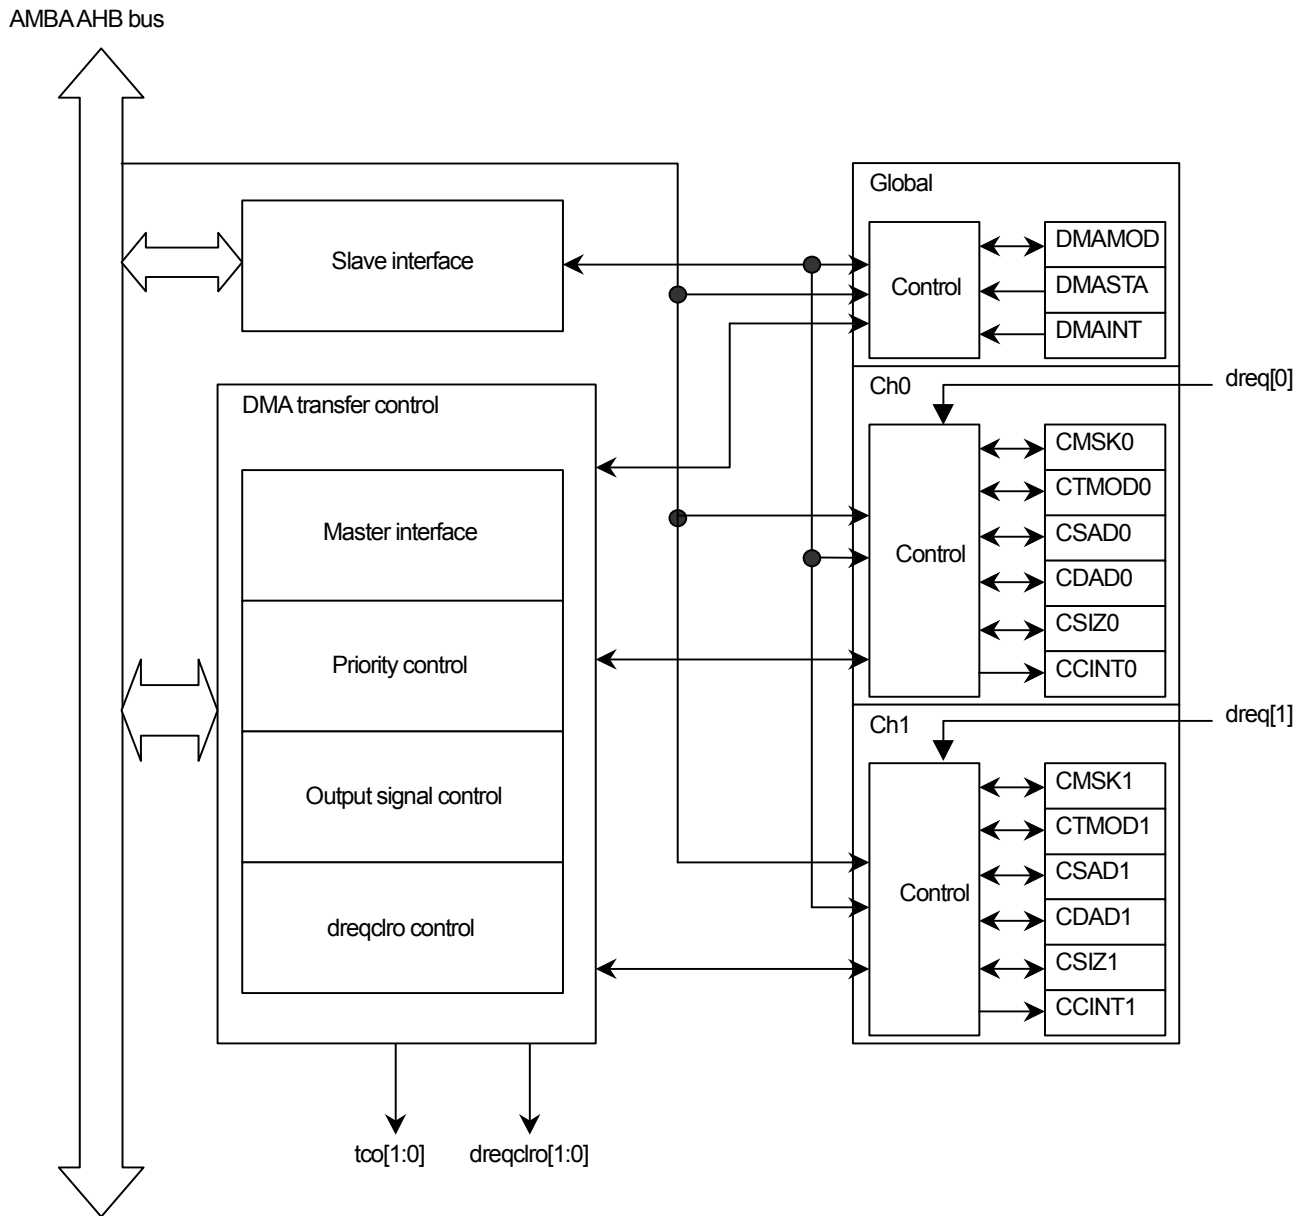 AMBA AHB bus
Slave interface
DMA transfer control
Master interface
Priority control
Output signal control
dreqclro control
tco[1:0]
dreqclro[1:0]
Global
Control
DMAMOD
DMASTA
DMAINT
Ch0
dreq[0]
Control
CMSK0
CTMOD0
CSAD0
CDAD0
CSIZ0
CCINT0
Ch1
dreq[1]
Control
CMSK1
CTMOD1
CSAD1
CDAD1
CSIZ1
CCINT1